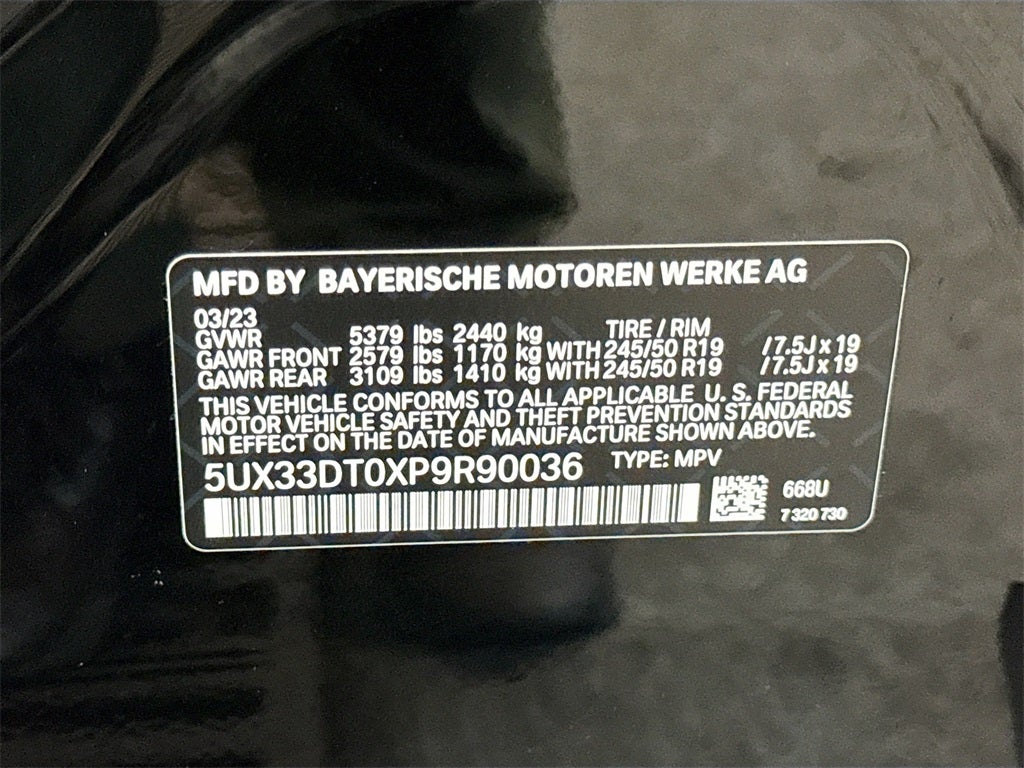 MFD BY BAYERISCHE MOTOREN WERKE AG
03/23
GVWR 5379 lbs 2440 kg TIRE / RIM
GAWR FRONT 2579 lbs 1170 kg WITH 245/50 R19 /7.5J x 19
GAWR REAR 3109 lbs 1410 kg WITH 245/50 R19 /7.5J x 19
THIS VEHICLE CONFORMS TO ALL APPLICABLE U. S. FEDERAL
MOTOR VEHICLE SAFETY AND THEFT PREVENTION STANDARDS
IN EFFECT ON THE DATE OF MANUFACTURE SHOWN ABOVE.
5UX33DT0XP9R90036 TYPE: MPV
668U
7 320 730